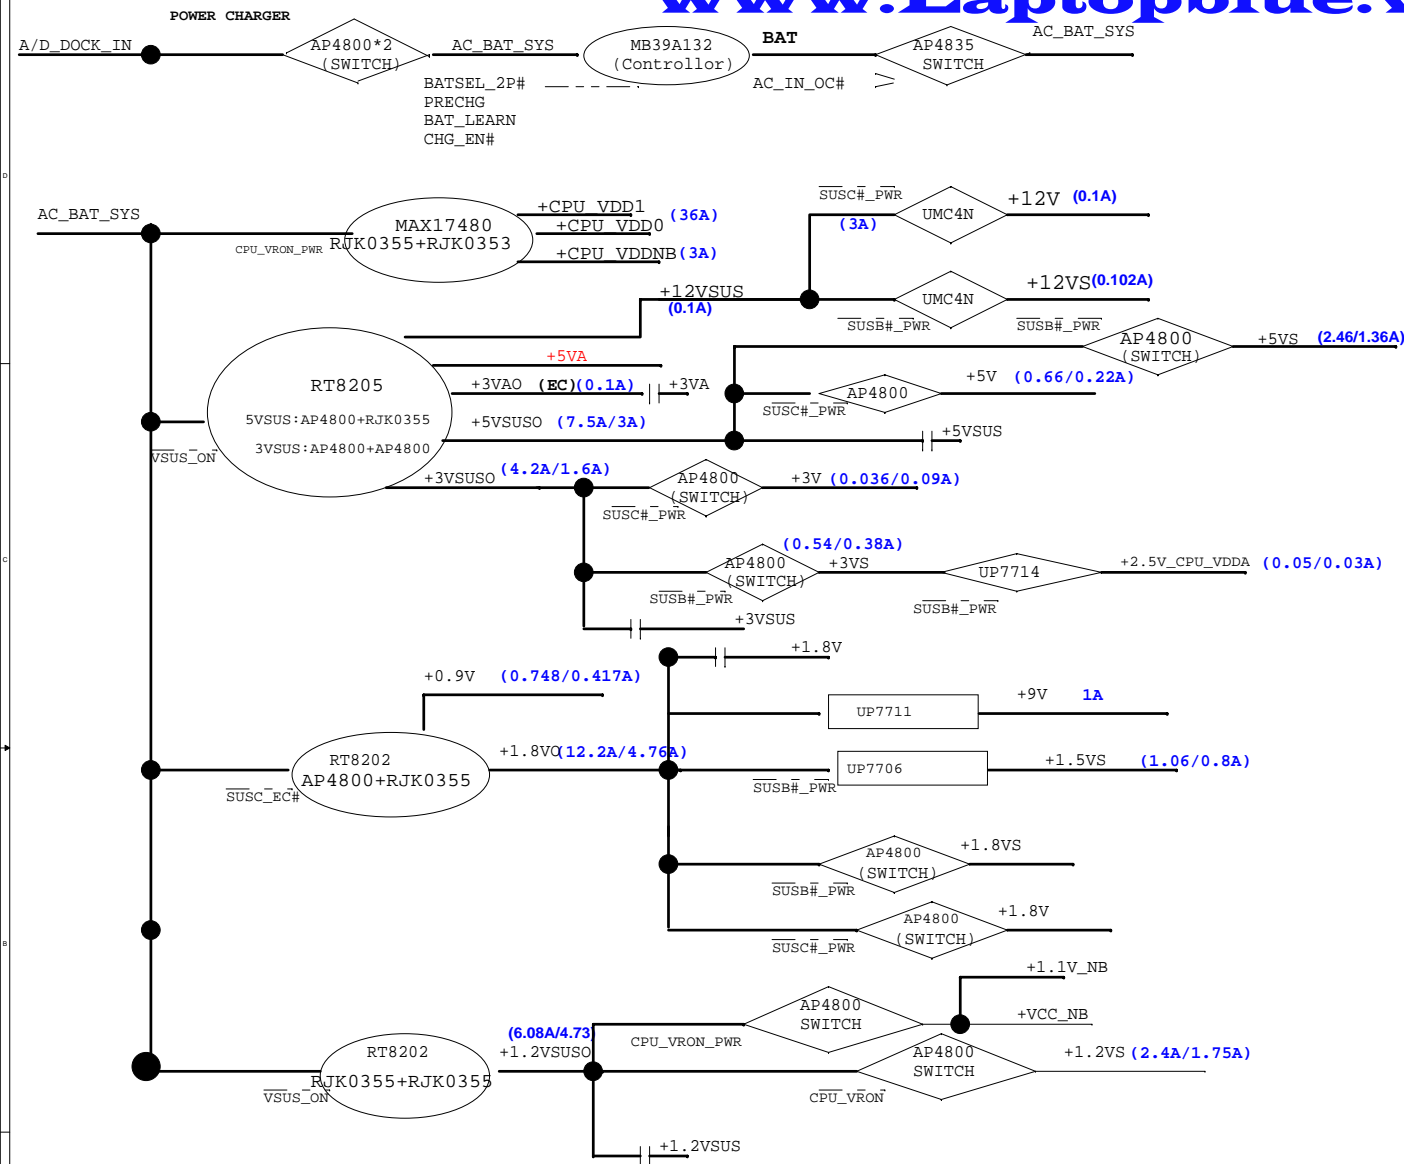 www.Laptopblue.v
POWER CHARGER
A/D_DOCK_IN
AP4800*2
(SWITCH)
AC_BAT_SYS
MB39A132
(Controllor)
BAT
AP4835
SWITCH
AC_BAT_SYS
BATSEL_2P#
PRECHG
BAT_LEARN
CHG_EN#
AC_IN_OC#
D
AC_BAT_SYS
CPU_VRON_PWR
MAX17480
RJK0355+RJK0353
+CPU_VDD1
+CPU_VDD0
(36A)
+CPU_VDDNB (3A)
SUSC#_PWR
(3A)
UMC4N
+12V (0.1A)
+12VSUS
(0.1A)
UMC4N
+12VS (0.102A)
SUSB#_PWR
SUSB#_PWR
AP4800
(SWITCH)
+5VS (2.46/1.36A)
+5VA
RT8205
5VSUS:AP4800+RJK0355
3VSUS:AP4800+AP4800
VSUS_ON
+3VAO (EC)(0.1A)
+3VA
SUSC#_PWR
AP4800
+5V (0.66/0.22A)
+5VSUSO (7.5A/3A)
+5VSUS
+3VSUSO (4.2A/1.6A)
AP4800
(SWITCH)
SUSC#_PWR
+3V (0.036/0.09A)
C
(0.54/0.38A)
AP4800
(SWITCH)
+3VS
SUSB#_PWR
UP7714
SUSB#_PWR
+2.5V_CPU_VDDA (0.05/0.03A)
+3VSUS
+1.8V
+0.9V (0.748/0.417A)
UP7711
+9V 1A
RT8202
AP4800+RJK0355
SUSC_EC#
+1.8VO (12.2A/4.76A)
SUSB#_PWR
UP7706
+1.5VS (1.06/0.8A)
AP4800
(SWITCH)
+1.8VS
SUSB#_PWR
B
AP4800
(SWITCH)
+1.8V
SUSC#_PWR
+1.1V_NB
AP4800
SWITCH
+VCC_NB
CPU_VRON_PWR
RT8202
RJK0355+RJK0355
VSUS_ON
(6.08A/4.73)
+1.2VSUSO
AP4800
SWITCH
+1.2VS (2.4A/1.75A)
CPU_VRON
+1.2VSUS